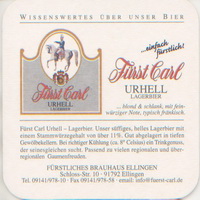 WISSENSWERTES ÜBER UNSER BIER
...einfach
fürstlich!
Fürst Carl
URHELL
LAGERBIER
Fürst Carl
URHELL
LAGERBIER
... blond & schlank, mit fein-
würziger Note, typisch fränkisch.
Fürst Carl Urhell – Lagerbier. Unser süffiges, helles Lagerbier mit
einem Stammwürzegehalt von über 11%. Gut abgelagert in tiefen
Gewölbekellern. Bei richtiger Kühlung (ca. 8° Celsius) ein Trinkgenuss,
der seinesgleichen sucht. Passend zu vielen regionalen und überregionalen
Gaumenfreuden.
FÜRSTLICHES BRAUHAUS ELLINGEN
Schloss-Str. 10 · 91792 Ellingen
Tel. 09141/978-10 · Fax 09141/978-58 · email: info@fuerst-carl.de